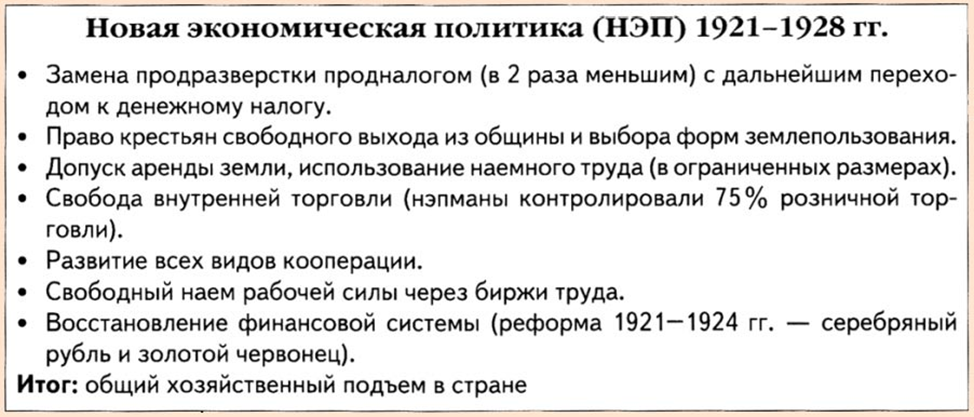 Новая экономическая политика (НЭП) 1921–1928 гг.
• Замена продразверстки продналогом (в 2 раза меньшим) с дальнейшим перехо-
дом к денежному налогу.
• Право крестьян свободного выхода из общины и выбора форм землепользования.
• Допуск аренды земли, использование наемного труда (в ограниченных размерах).
• Свобода внутренней торговли (нэпманы контролировали 75% розничной тор-
говли).
• Развитие всех видов кооперации.
• Свободный наем рабочей силы через биржи труда.
• Восстановление финансовой системы (реформа 1921—1924 гг. — серебряный
рубль и золотой червонец).
Итог: общий хозяйственный подъем в стране